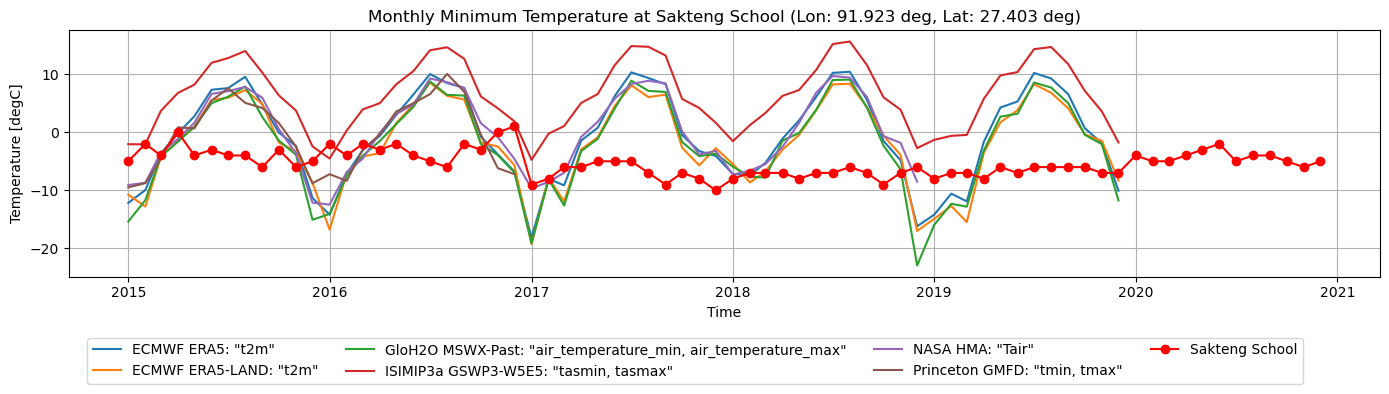 Monthly Minimum Temperature at Sakteng School (Lon: 91.923 deg, Lat: 27.403 deg)
Temperature [degC]
10
0
−10
−20
2015 2016 2017 2018 2019 2020 2021
Time
ECMWF ERA5: "t2m"
ECMWF ERA5-LAND: "t2m"
GloH2O MSWX-Past: "air_temperature_min, air_temperature_max"
ISIMIP3a GSWP3-W5E5: "tasmin, tasmax"
NASA HMA: "Tair"
Princeton GMFD: "tmin, tmax"
Sakteng School